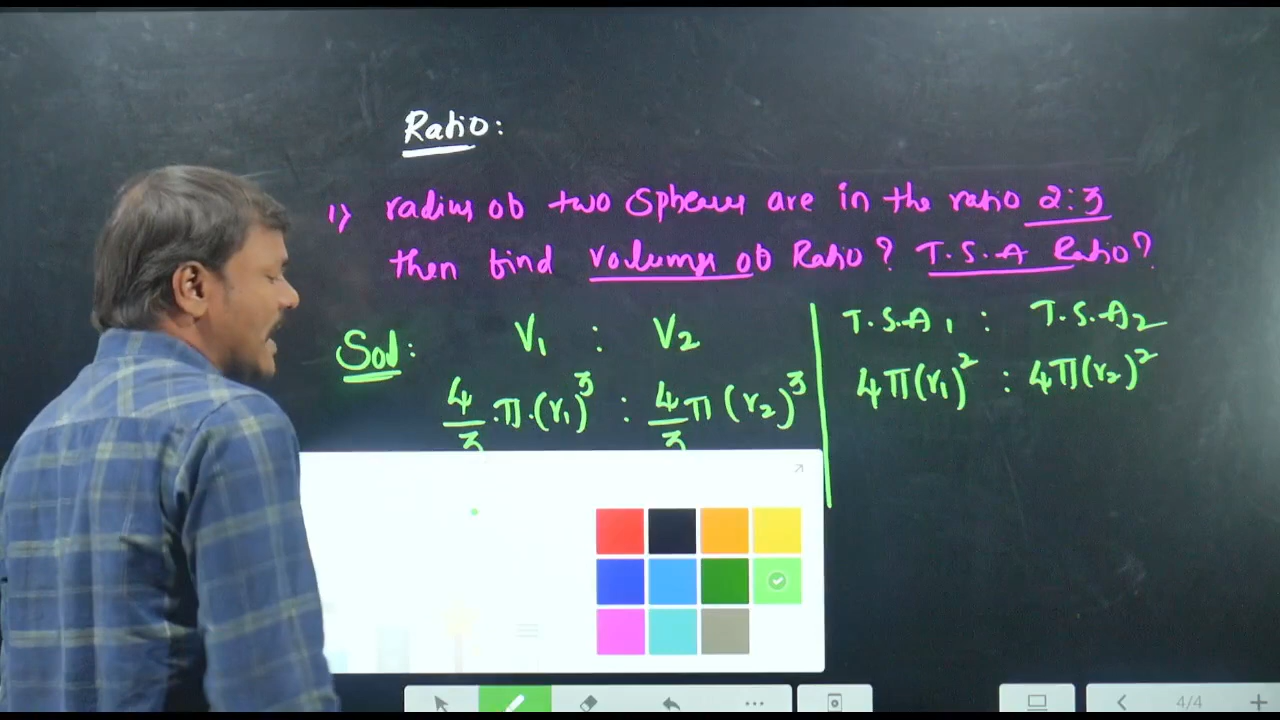 Ratio:
1) radius of two Spheres are in the ratio 2:3
then find volumes of Ratio? T.S.A Ratio?
Sol: V₁ : V₂
4/3 .π.(r₁)³ : 4/3 π (r₂)³
T.S.A₁ : T.S.A₂
4π(r₁)² : 4π(r₂)²
4/4